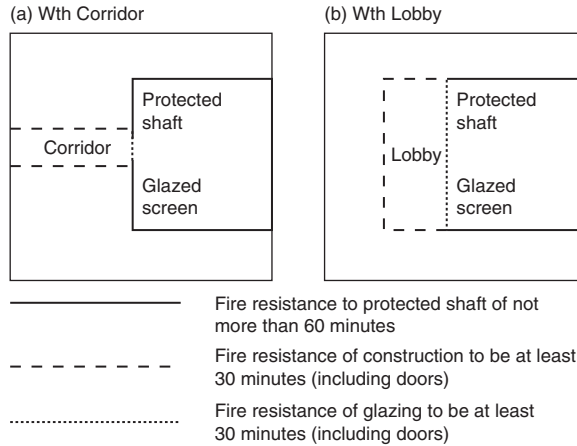 (a) Wth Corridor
(b) Wth Lobby
Protected
shaft
Corridor
Glazed
screen
Protected
shaft
Lobby
Glazed
screen
Fire resistance to protected shaft of not
more than 60 minutes
Fire resistance of construction to be at least
30 minutes (including doors)
Fire resistance of glazing to be at least
30 minutes (including doors)